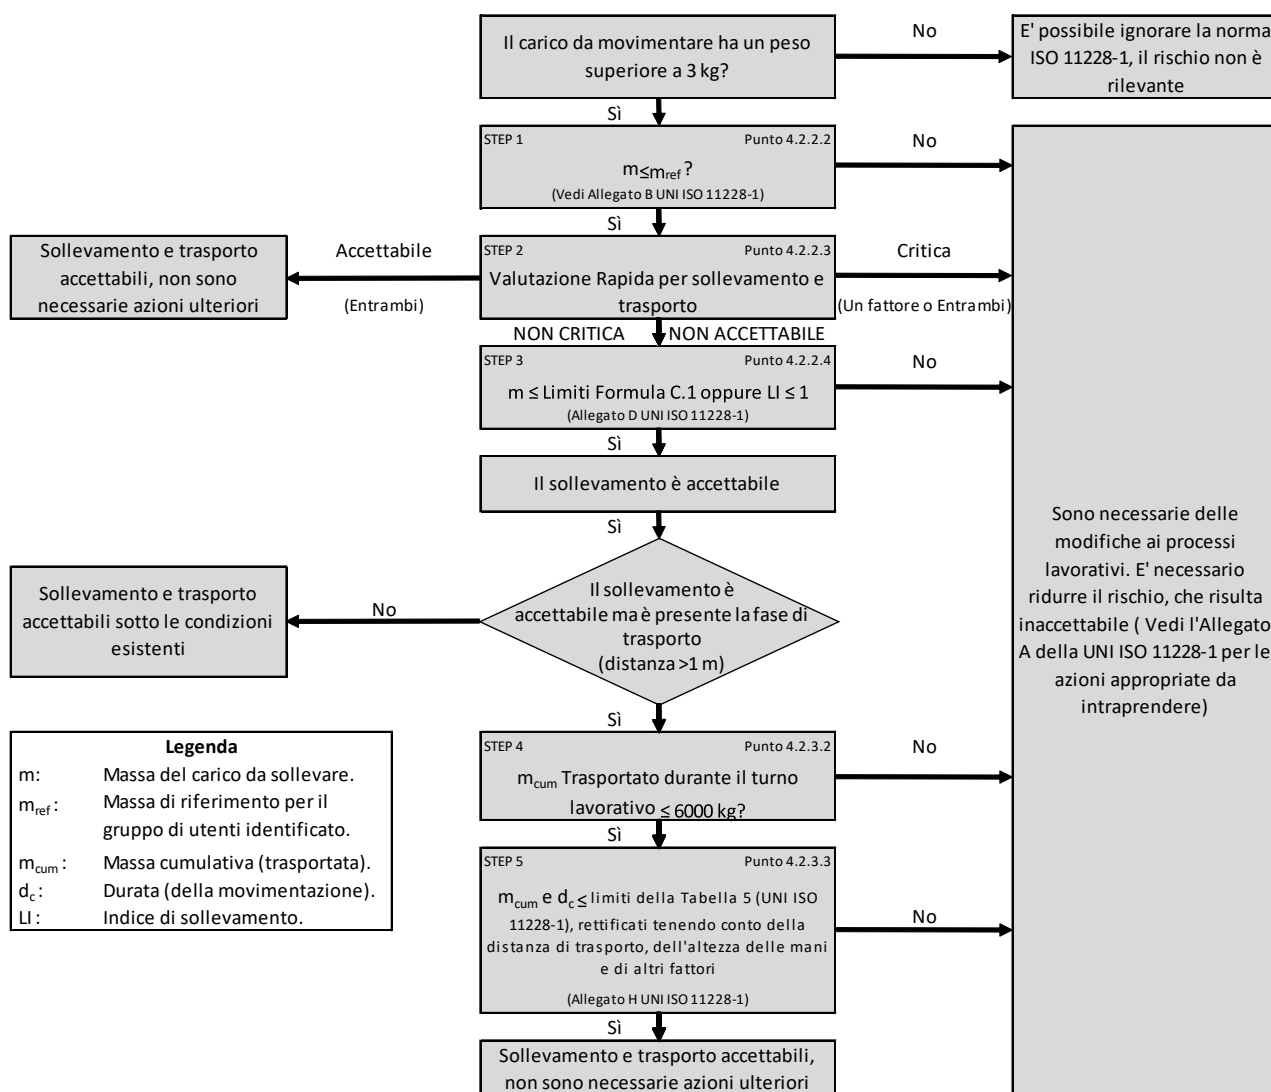 Il carico da movimentare ha un peso
superiore a 3 kg?
No
E' possibile ignorare la norma
ISO 11228-1, il rischio non è
rilevante
Sì
STEP 1
Punto 4.2.2.2
m≤mref ?
(Vedi Allegato B UNI ISO 11228-1)
No
Sì
Sollevamento e trasporto
accettabili, non sono
necessarie azioni ulteriori
Accettabile
(Entrambi)
STEP 2
Punto 4.2.2.3
Valutazione Rapida per sollevamento e
trasporto
Critica
(Un fattore o Entrambi)
NON CRITICA
NON ACCETTABILE
STEP 3
Punto 4.2.2.4
m ≤ Limiti Formula C.1 oppure LI ≤ 1
(Allegato D UNI ISO 11228-1)
No
Sì
Il sollevamento è accettabile
Sì
Il sollevamento è
accettabile ma è presente la fase di
trasporto
(distanza >1 m)
No
Sollevamento e trasporto
accettabili sotto le condizioni
esistenti
Sono necessarie delle
modifiche ai processi
lavorativi. E' necessario
ridurre il rischio, che risulta
inaccettabile ( Vedi l'Allegato
A della UNI ISO 11228-1 per le
azioni appropriate da
intraprendere)
Sì
STEP 4
Punto 4.2.3.2
mcum Trasportato durante il turno
lavorativo ≤ 6000 kg?
No
Sì
STEP 5
Punto 4.2.3.3
mcum e dc ≤ limiti della Tabella 5 (UNI ISO
11228-1), rettificati tenendo conto della
distanza di trasporto, dell'altezza delle mani
e di altri fattori
(Allegato H UNI ISO 11228-1)
No
Sì
Sollevamento e trasporto accettabili,
non sono necessarie azioni ulteriori
Legenda
m: Massa del carico da sollevare.
mref : Massa di riferimento per il
gruppo di utenti identificato.
mcum : Massa cumulativa (trasportata).
dc : Durata (della movimentazione).
LI : Indice di sollevamento.